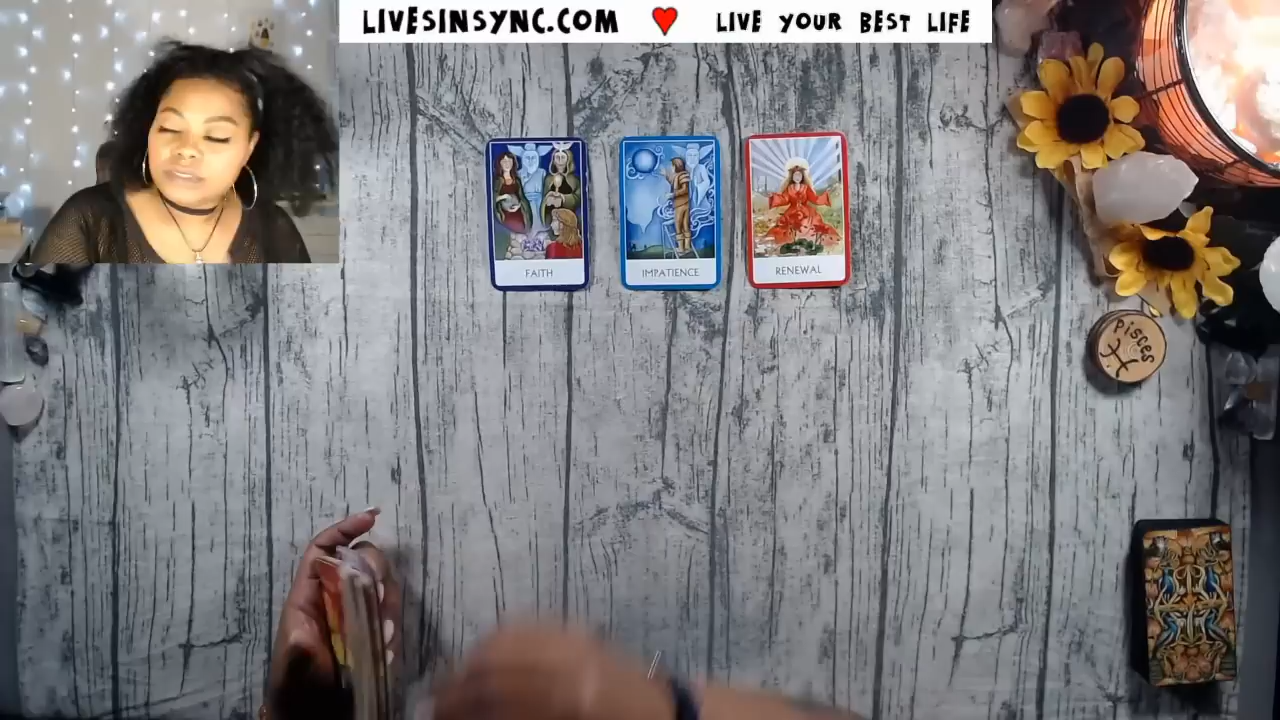 LIVESINSYNC.COM ♥ LIVE YOUR BEST LIFE
FAITH
IMPATIENCE
RENEWAL
Pisces